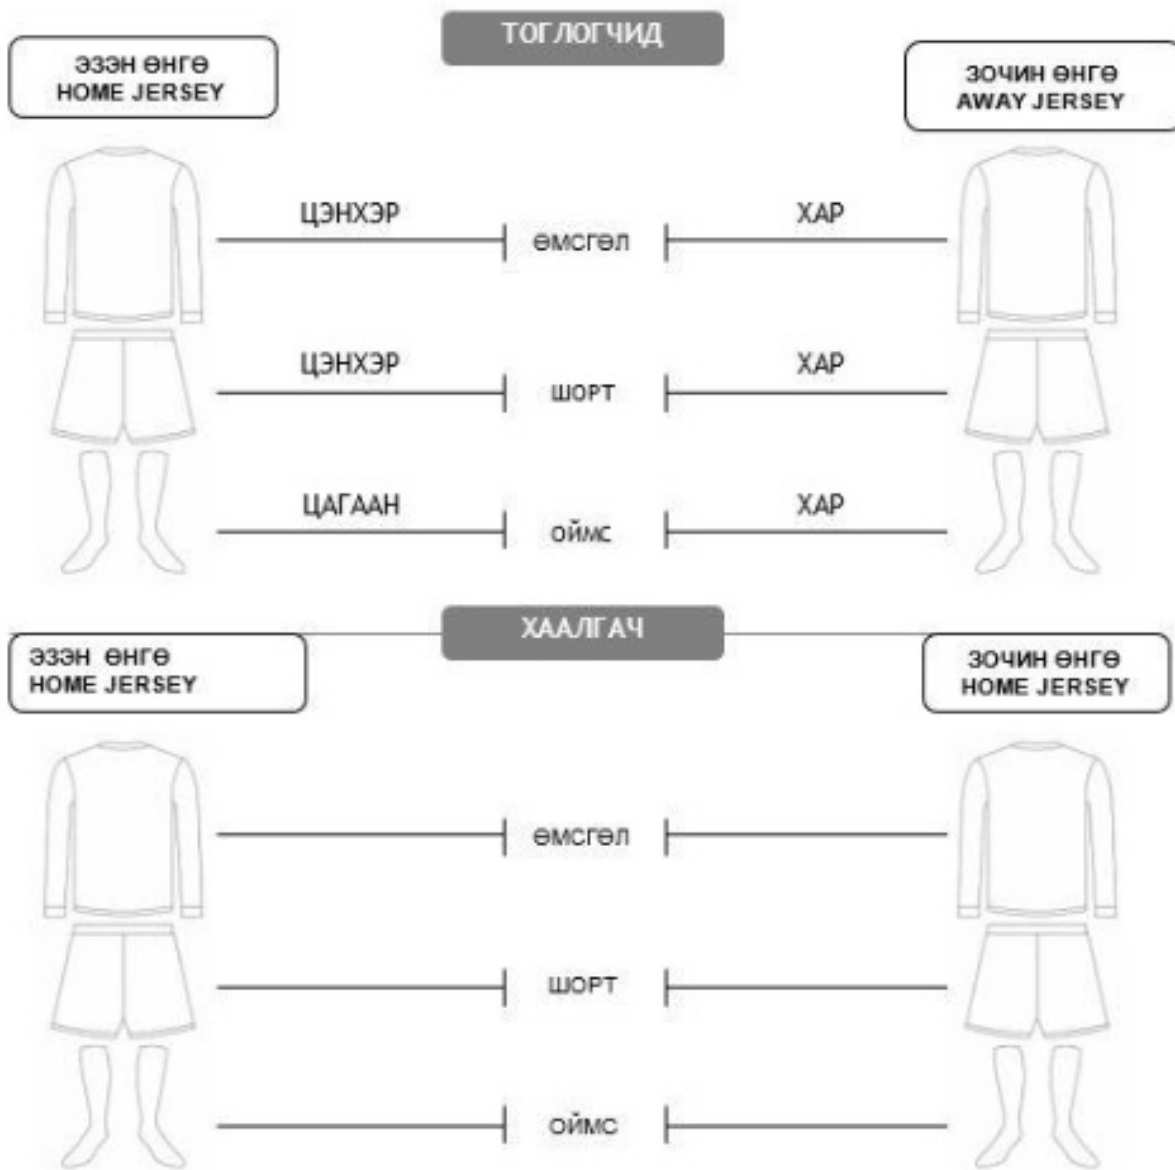 ТОГЛОГЧИД
ЭЗЭН ӨНГӨ
HOME JERSEY
ЗОЧИН ӨНГӨ
AWAY JERSEY
ЦЭНХЭР ӨМСГӨЛ ХАР
ЦЭНХЭР ШОРТ ХАР
ЦАГААН ОЙМС ХАР
ХААЛГАЧ
ЭЗЭН ӨНГӨ
HOME JERSEY
ЗОЧИН ӨНГӨ
HOME JERSEY
ӨМСГӨЛ
ШОРТ
ОЙМС